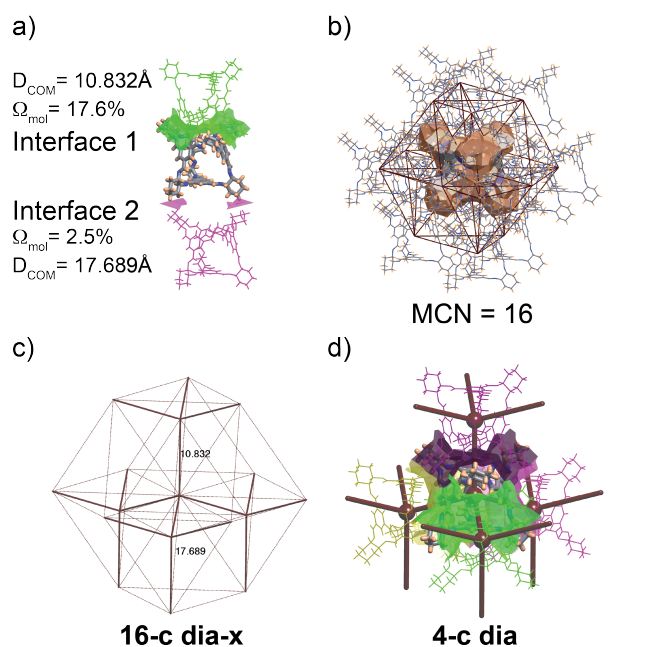 a)
D_COM= 10.832Å
Ω_mol= 17.6%
Interface 1
Interface 2
Ω_mol= 2.5%
D_COM= 17.689Å
b)
MCN = 16
c)
10.832
17.689
16-c dia-x
d)
4-c dia